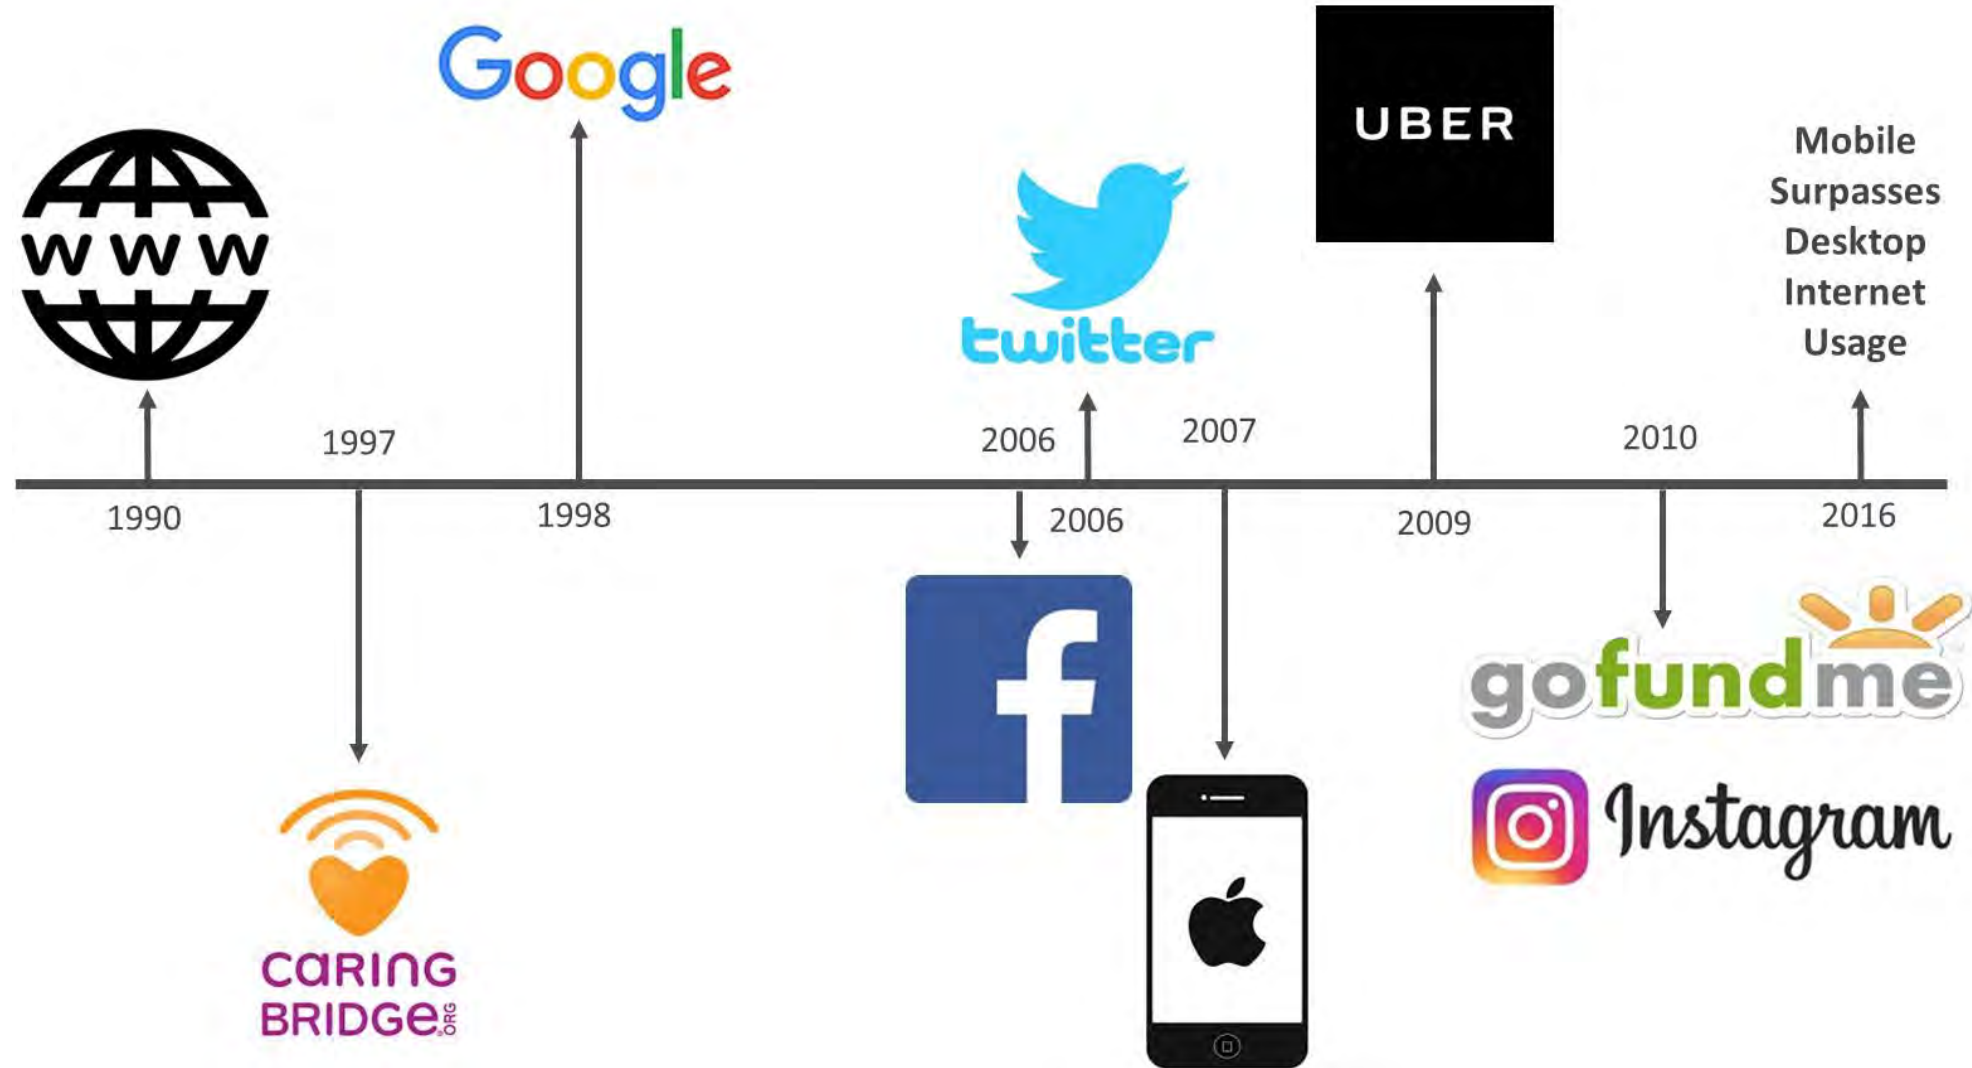 Google
UBER
Mobile
Surpasses
Desktop
Internet
Usage
www
twitter
1997
2006
2007
2010
1990
1998
2006
2009
2016
f
gofundme
Instagram
CaRING
BRIDGe.ORG